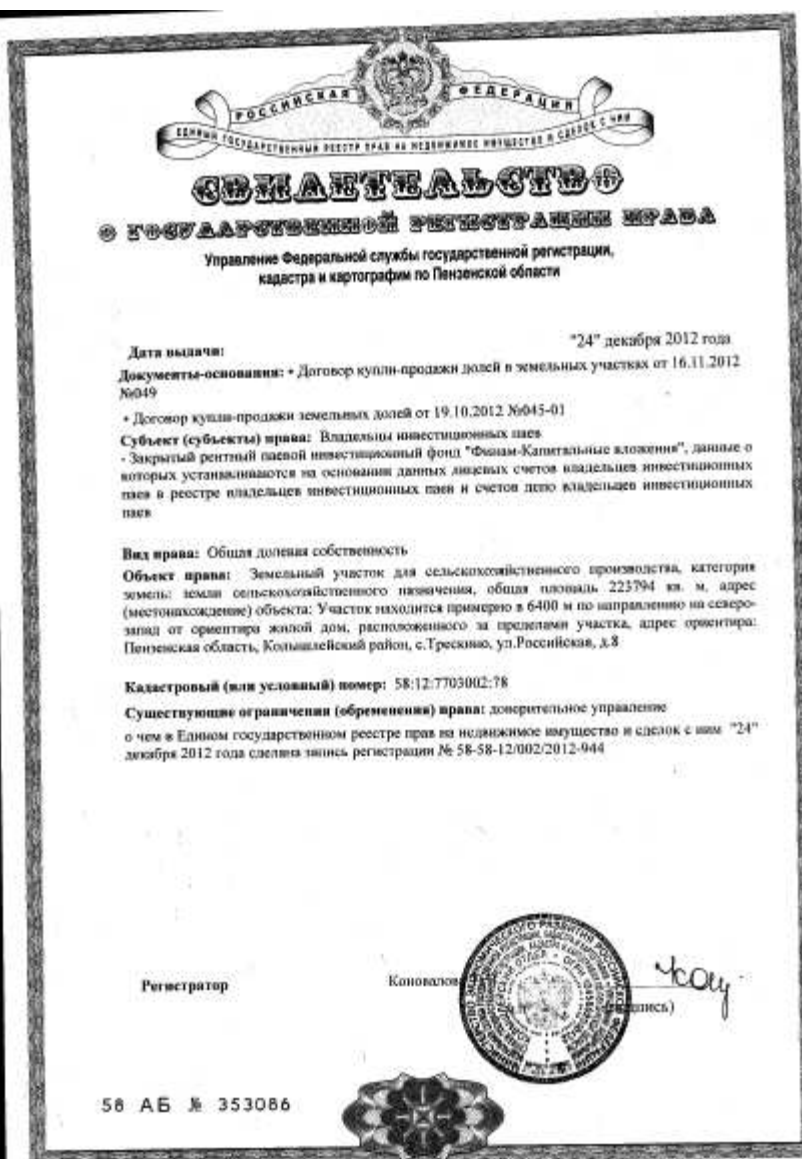 РОССИЙСКАЯ ФЕДЕРАЦИЯ
ЕДИНЫЙ ГОСУДАРСТВЕННЫЙ РЕЕСТР ПРАВ НА НЕДВИЖИМОЕ ИМУЩЕСТВО И СДЕЛОК С НИМ
СВИДЕТЕЛЬСТВО
О ГОСУДАРСТВЕННОЙ РЕГИСТРАЦИИ ПРАВА
Управление Федеральной службы государственной регистрации,
кадастра и картографии по Пензенской области
Дата выдачи: "24" декабря 2012 года
Документы-основания: • Договор купли-продажи долей в земельных участках от 16.11.2012
№049
• Договор купли-продажи земельных долей от 19.10.2012 №045-01
Субъект (субъекты) права: Владельцы инвестиционных паев
- Закрытый рентный паевой инвестиционный фонд "Финам-Капитальные вложения", данные о
которых устанавливаются на основании данных лицевых счетов владельцев инвестиционных
паев в реестре владельцев инвестиционных паев и счетов депо владельцев инвестиционных
паев
Вид права: Общая долевая собственность
Объект права: Земельный участок для сельскохозяйственного производства, категория
земель: земли сельскохозяйственного назначения, общая площадь 223794 кв. м, адрес
(местонахождение) объекта: Участок находится примерно в 6400 м по направлению на северо-
запад от ориентира жилой дом, расположенного за пределами участка, адрес ориентира:
Пензенская область, Колышлейский район, с.Трескино, ул.Российская, д.8
Кадастровый (или условный) номер: 58:12:7703002:78
Существующие ограничения (обременения) права: доверительное управление
о чем в Едином государственном реестре прав на недвижимое имущество и сделок с ним "24"
декабря 2012 года сделана запись регистрации № 58-58-12/002/2012-944
Регистратор Коновалов
58 АБ № 353086